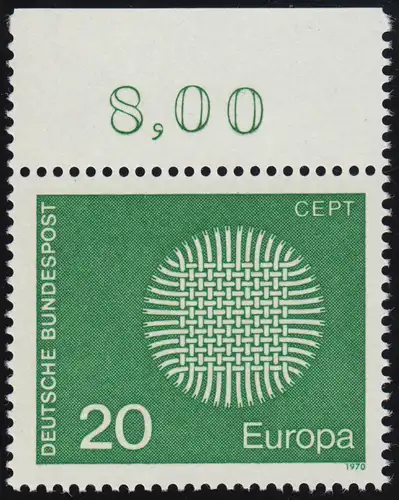 8,00
CEPT
DEUTSCHE BUNDESPOST
20
Europa
1970